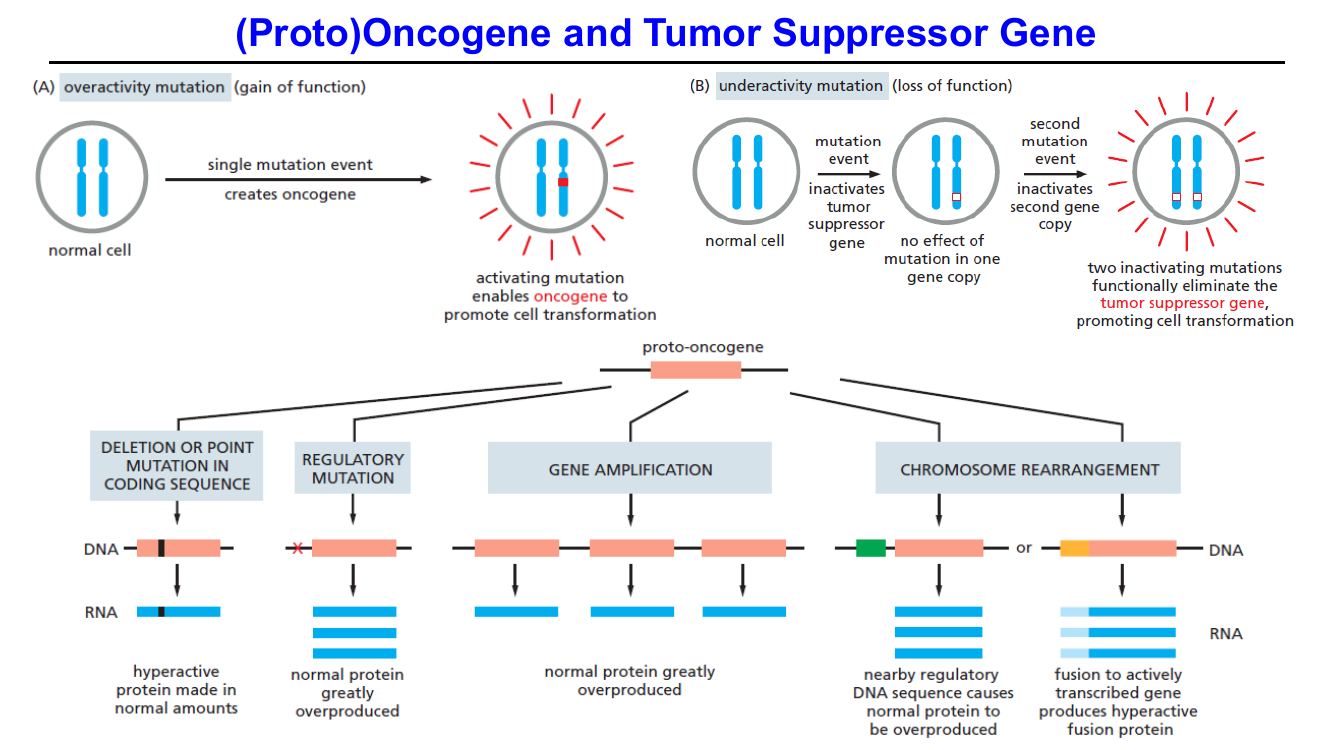 (Proto)Oncogene and Tumor Suppressor Gene
(A) overactivity mutation (gain of function)
single mutation event
creates oncogene
normal cell
activating mutation
enables oncogene to
promote cell transformation
(B) underactivity mutation (loss of function)
mutation
event
inactivates
tumor
suppressor
gene
normal cell
no effect of
mutation in one
gene copy
second
mutation
event
inactivates
second gene
copy
two inactivating mutations
functionally eliminate the
tumor suppressor gene,
promoting cell transformation
proto-oncogene
DELETION OR POINT
MUTATION IN
CODING SEQUENCE
REGULATORY
MUTATION
GENE AMPLIFICATION
CHROMOSOME REARRANGEMENT
DNA
X
or
DNA
RNA
RNA
hyperactive
protein made in
normal amounts
normal protein
greatly
overproduced
normal protein greatly
overproduced
nearby regulatory
DNA sequence causes
normal protein to
be overproduced
fusion to actively
transcribed gene
produces hyperactive
fusion protein